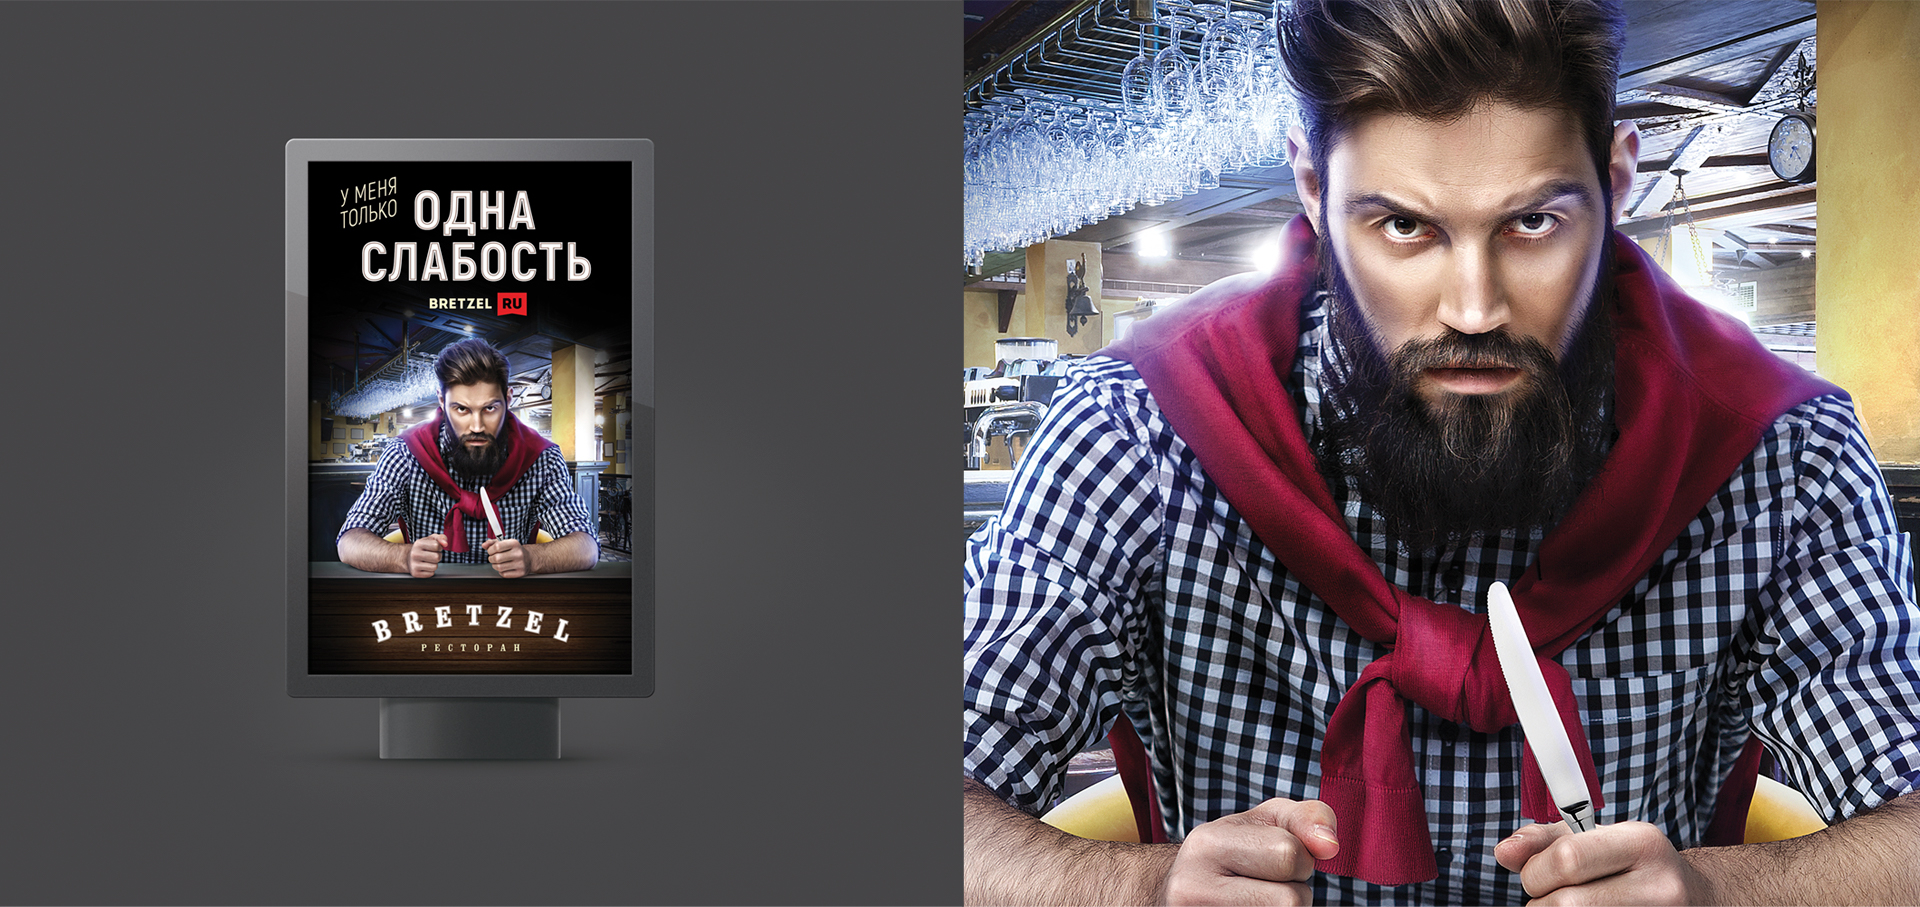 У МЕНЯ
ТОЛЬКО
ОДНА
СЛАБОСТЬ
BRETZEL RU
BRETZEL
РЕСТОРАН